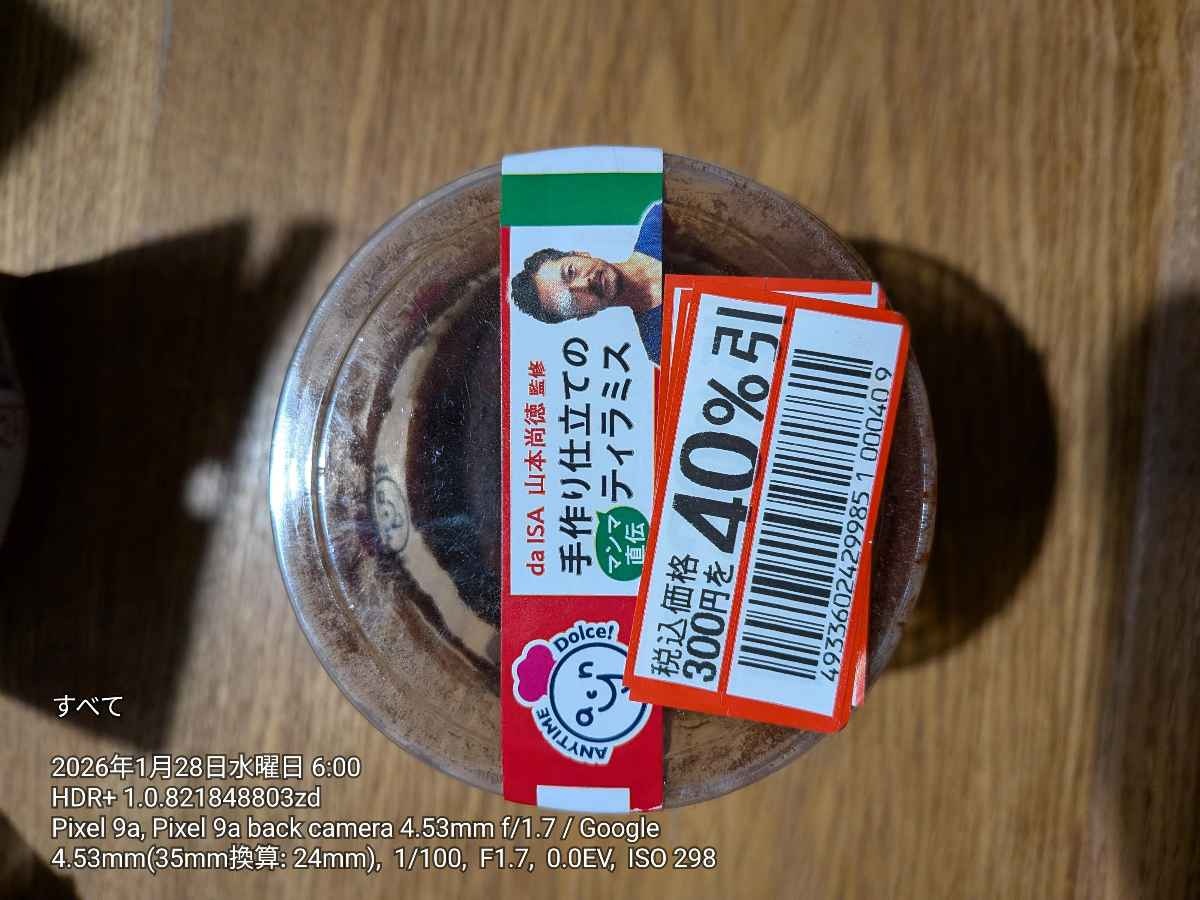 da ISA 山本尚徳 監修
手作り仕立ての
マンマ
直伝
ティラミス
Dolce!
ANYTIME
税込価格
300円を
40%引
4933602429985 1 00040 9
すべて
2026年1月28日水曜日 6:00
HDR+ 1.0.821848803zd
Pixel 9a, Pixel 9a back camera 4.53mm f/1.7 / Google
4.53mm(35mm換算: 24mm), 1/100, F1.7, 0.0EV, ISO 298